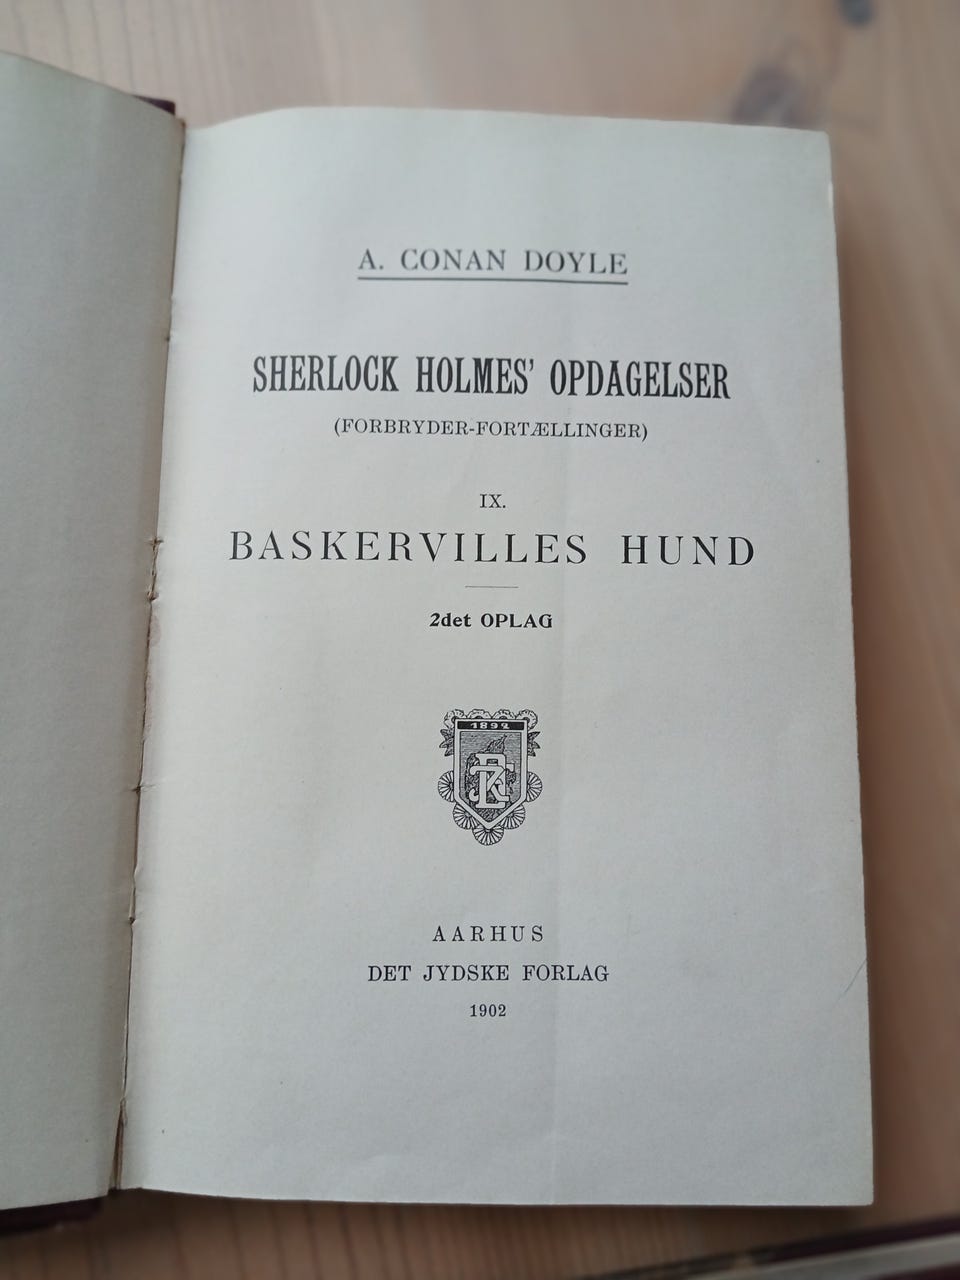 A. CONAN DOYLE
SHERLOCK HOLMES' OPDAGELSER
(FORBRYDER-FORTÆLLINGER)
IX.
BASKERVILLES HUND
2det OPLAG
1892
AARHUS
DET JYDSKE FORLAG
1902